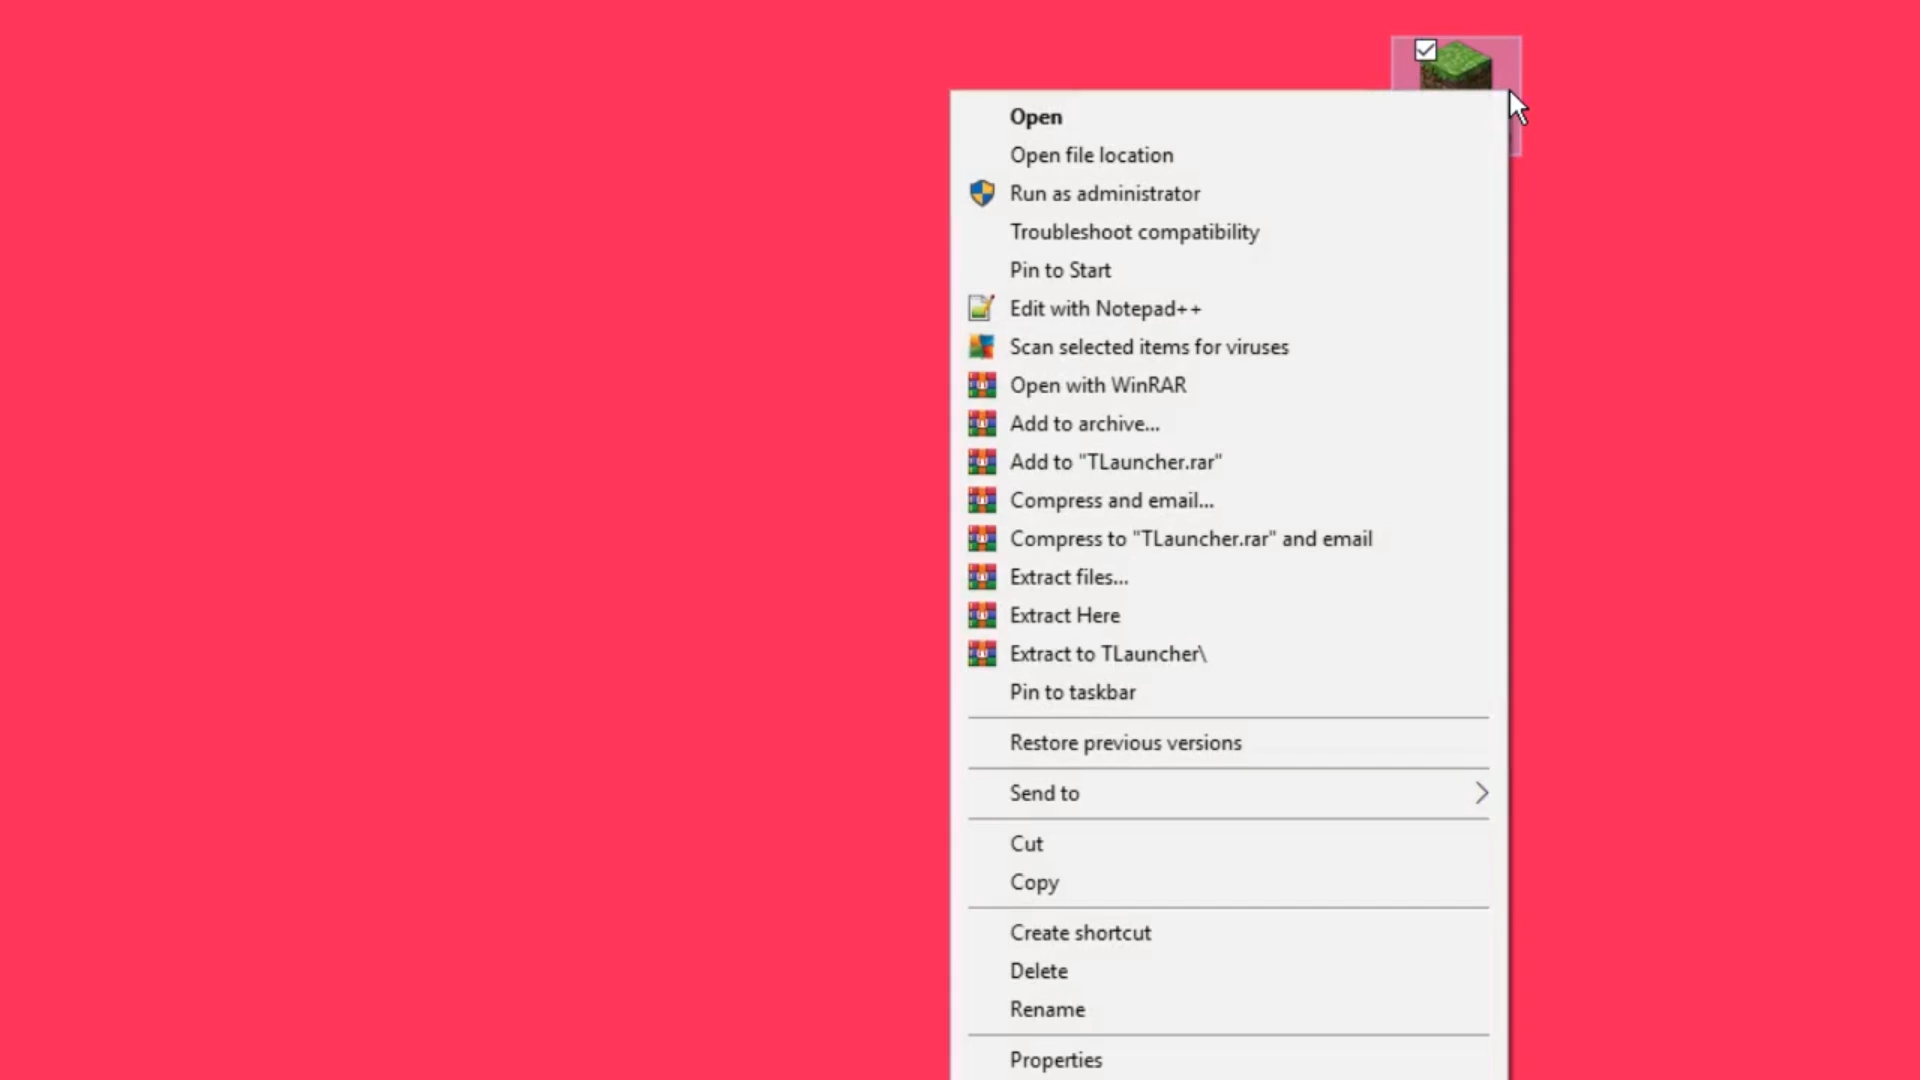 Open
Open file location
Run as administrator
Troubleshoot compatibility
Pin to Start
Edit with Notepad++
Scan selected items for viruses
Open with WinRAR
Add to archive...
Add to "TLauncher.rar"
Compress and email...
Compress to "TLauncher.rar" and email
Extract files...
Extract Here
Extract to TLauncher\
Pin to taskbar
Restore previous versions
Send to
Cut
Copy
Create shortcut
Delete
Rename
Properties